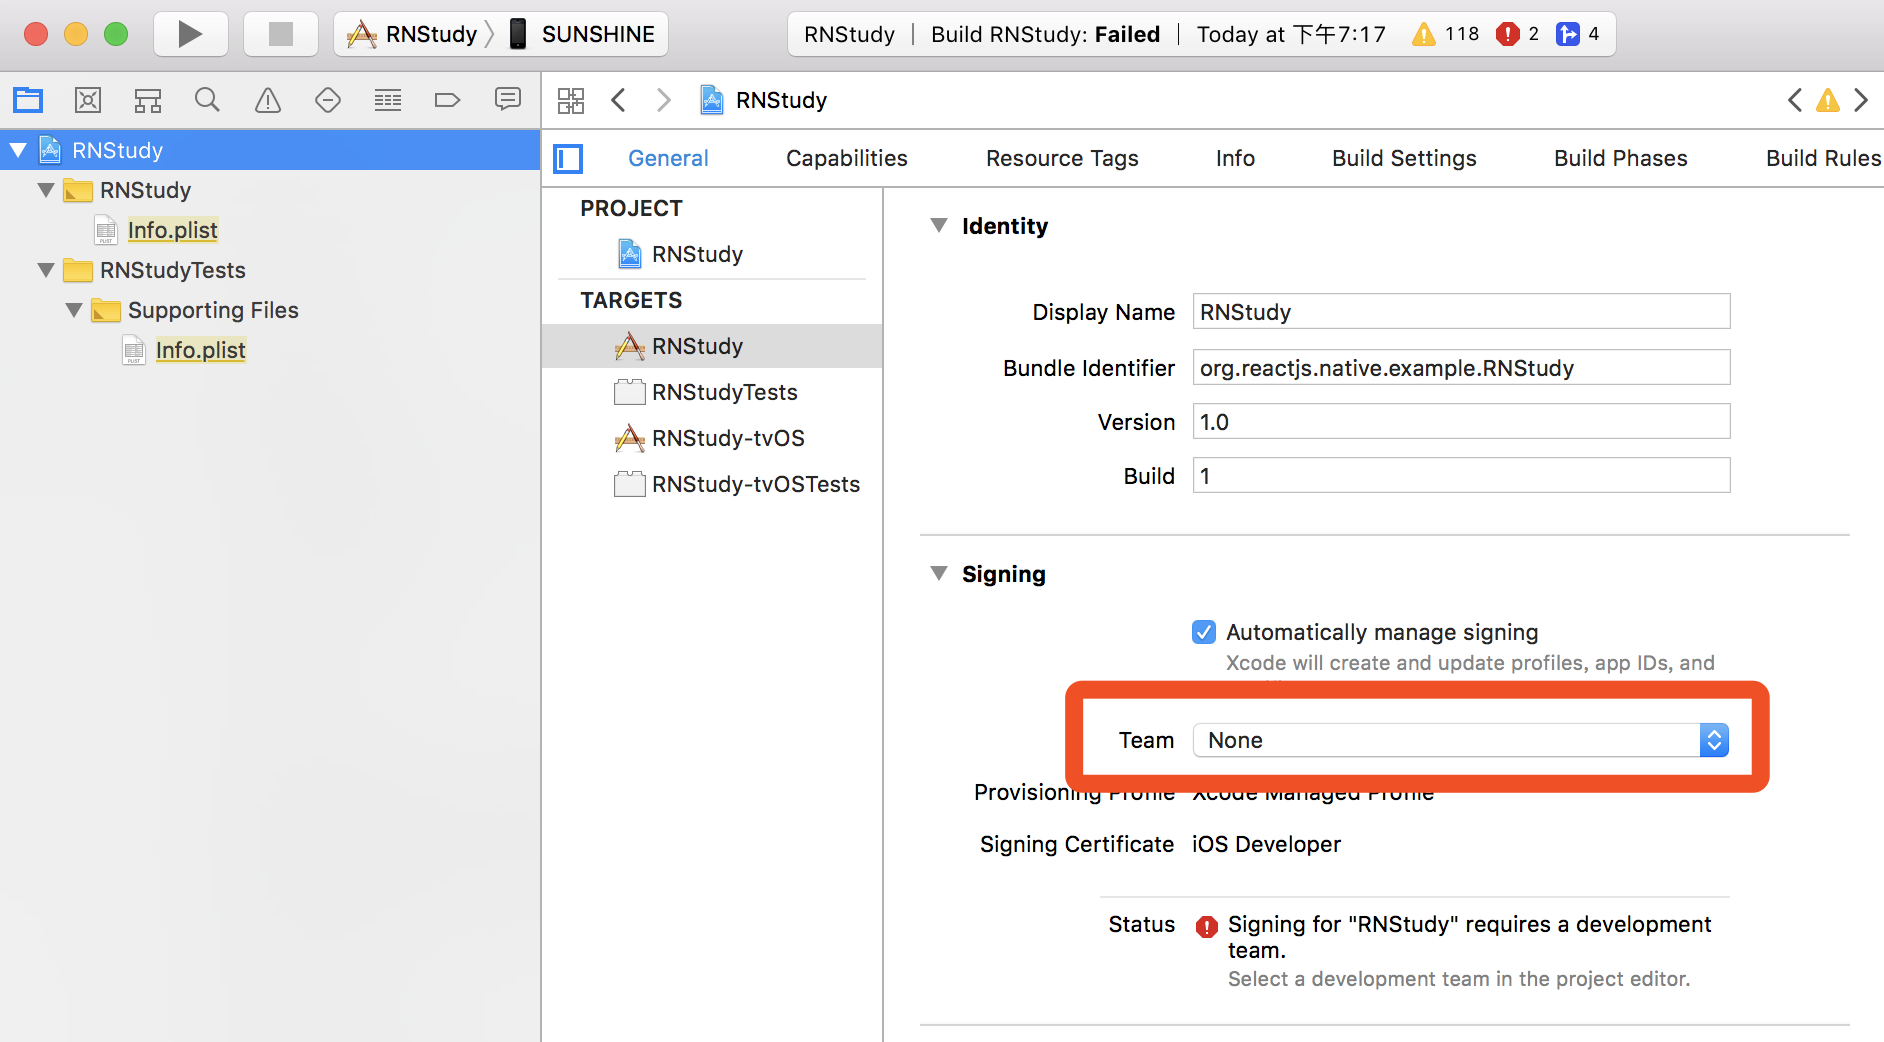 RNStudy
SUNSHINE
RNStudy
Build RNStudy: Failed
Today at 下午7:17
118
2
4
RNStudy
General
Capabilities
Resource Tags
Info
Build Settings
Build Phases
Build Rules
RNStudy
RNStudy
Info.plist
RNStudyTests
Supporting Files
Info.plist
PROJECT
RNStudy
TARGETS
RNStudy
RNStudyTests
RNStudy-tvOS
RNStudy-tvOSTests
Identity
Display Name
RNStudy
Bundle Identifier
org.reactjs.native.example.RNStudy
Version
1.0
Build
1
Signing
Automatically manage signing
Xcode will create and update profiles, app IDs, and
Team
None
Provisioning Profile
Xcode Managed Profile
Signing Certificate
iOS Developer
Status
Signing for "RNStudy" requires a development
team.
Select a development team in the project editor.